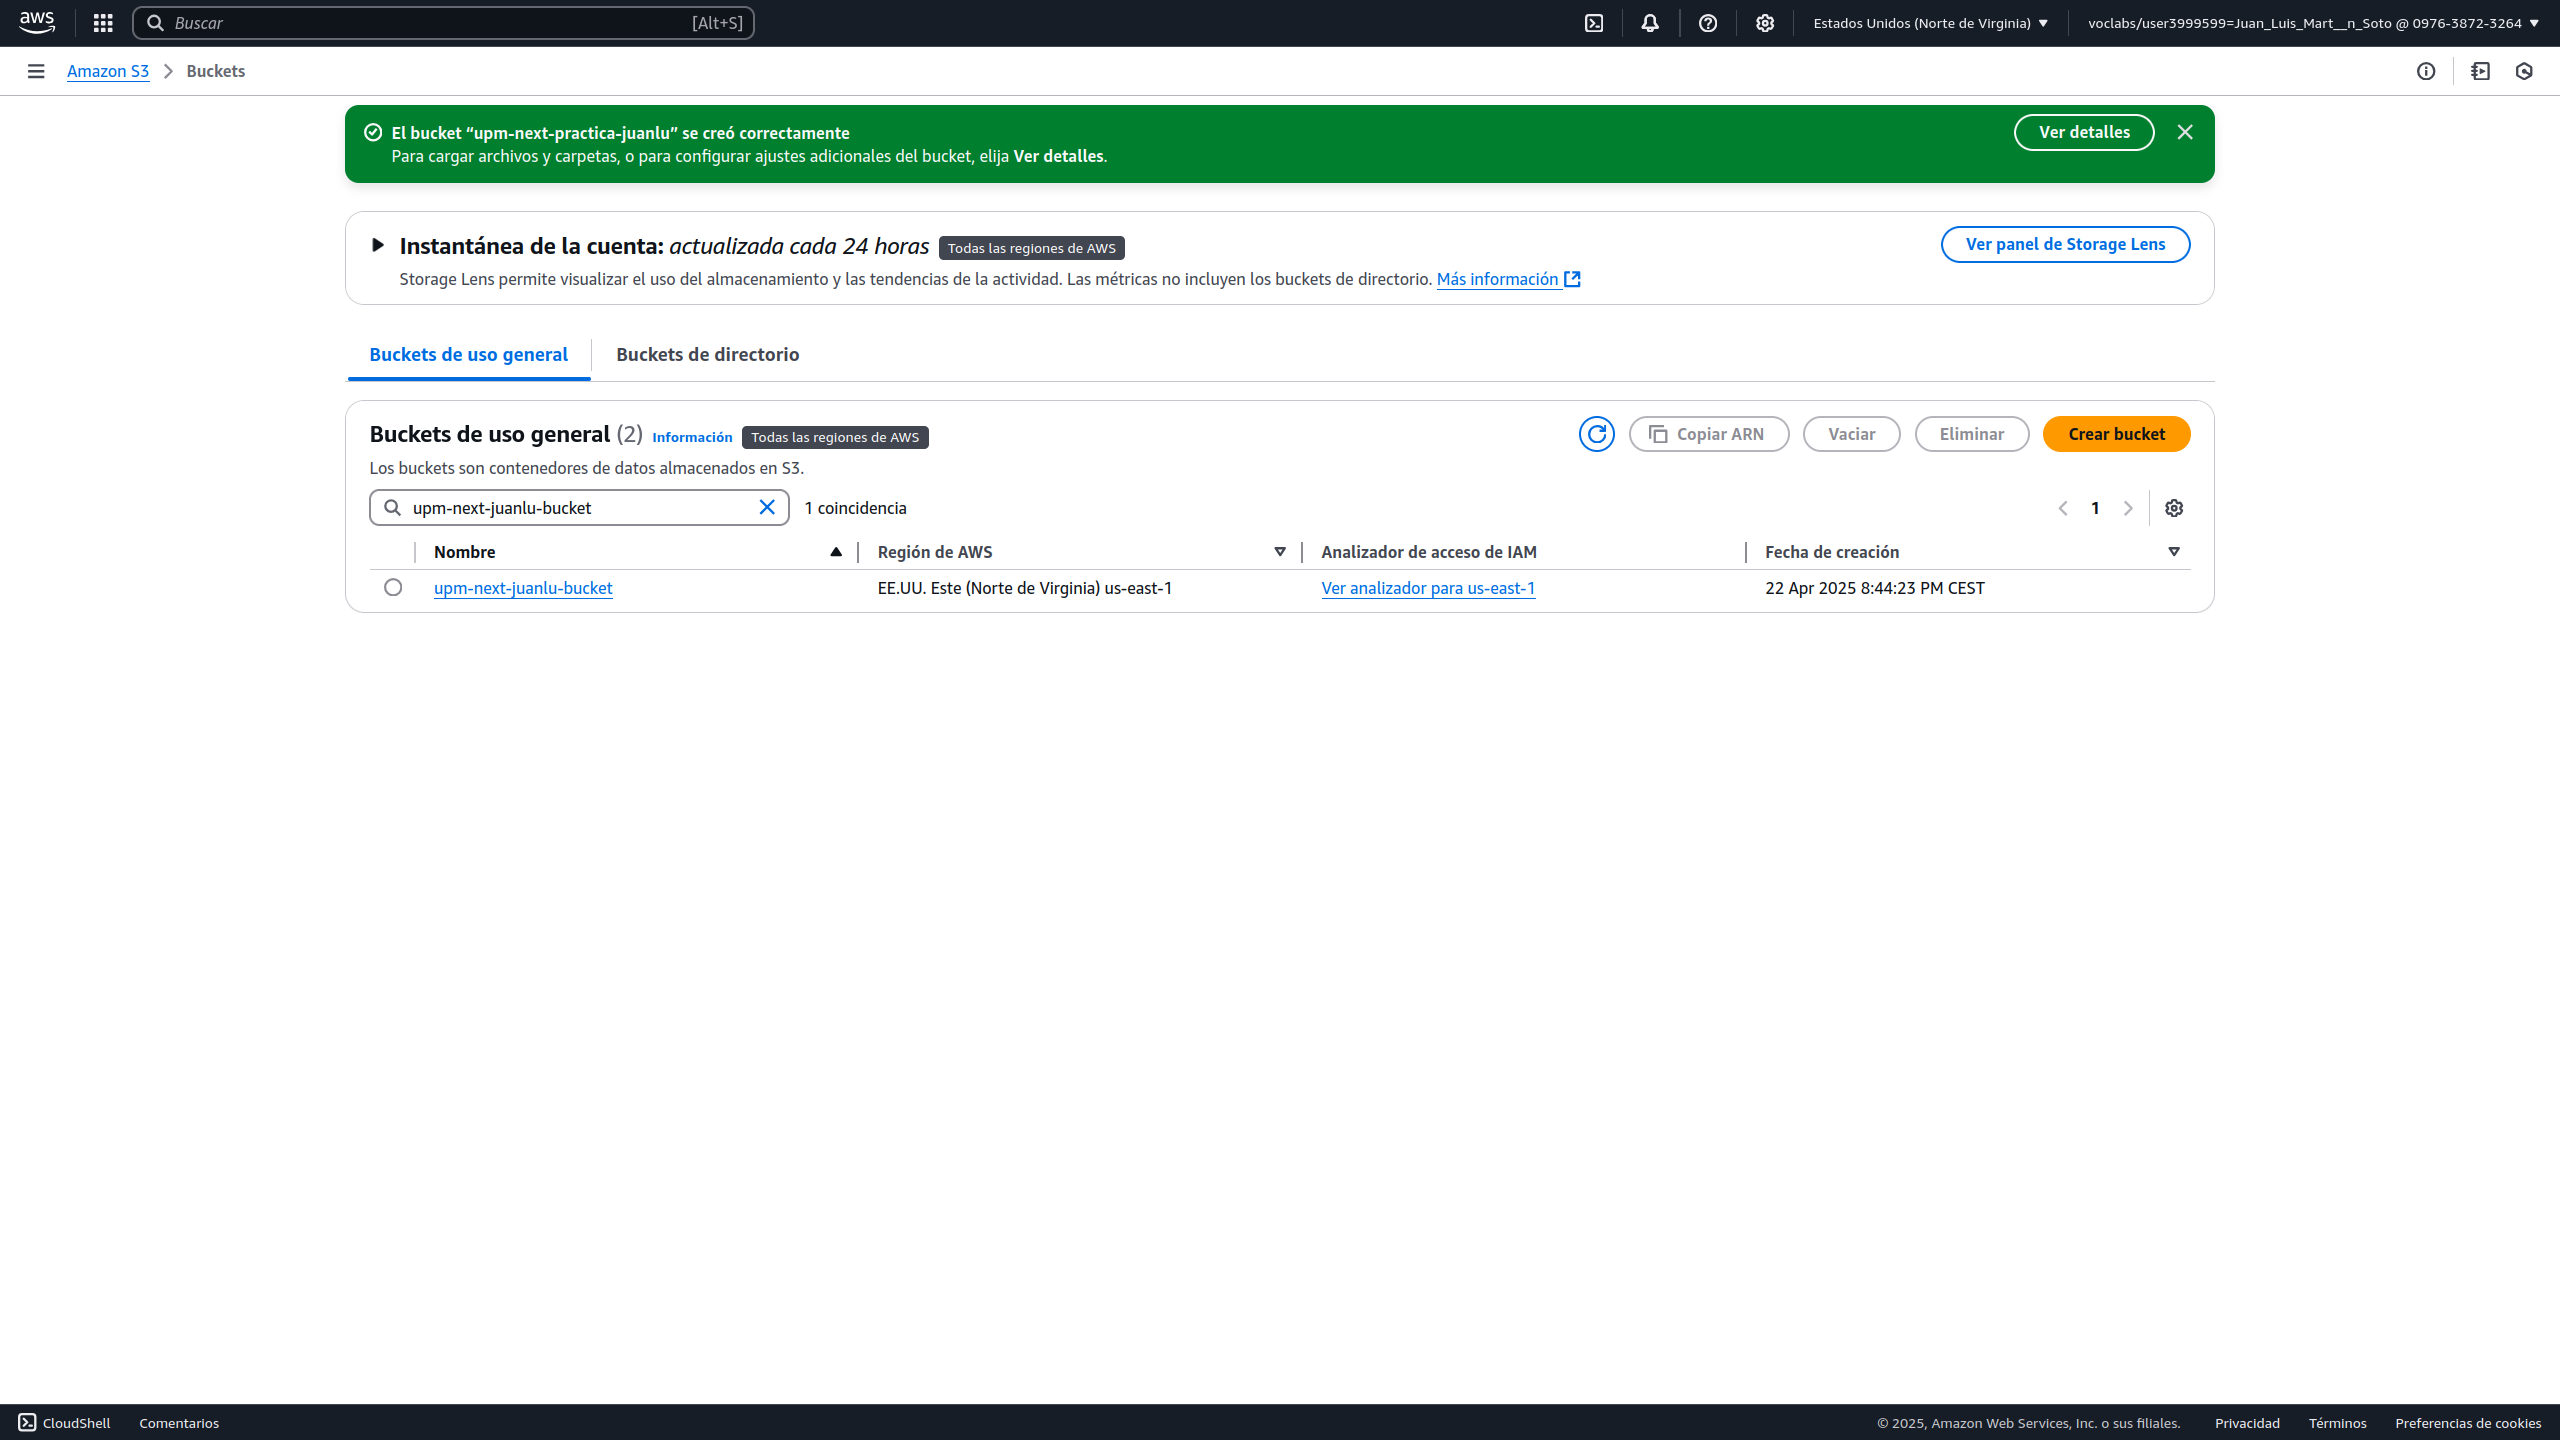 aws
Buscar [Alt+S]
Estados Unidos (Norte de Virginia)
voclabs/user3999599=Juan_Luis_Mart__n_Soto @ 0976-3872-3264
Amazon S3 Buckets
El bucket “upm-next-practica-juanlu” se creó correctamente
Para cargar archivos y carpetas, o para configurar ajustes adicionales del bucket, elija Ver detalles.
Ver detalles
Instantánea de la cuenta: actualizada cada 24 horas Todas las regiones de AWS
Storage Lens permite visualizar el uso del almacenamiento y las tendencias de la actividad. Las métricas no incluyen los buckets de directorio. Más información
Ver panel de Storage Lens
Buckets de uso general Buckets de directorio
Buckets de uso general (2) Información Todas las regiones de AWS
Los buckets son contenedores de datos almacenados en S3.
Copiar ARN Vaciar Eliminar Crear bucket
upm-next-juanlu-bucket 1 coincidencia
1
Nombre Región de AWS Analizador de acceso de IAM Fecha de creación
upm-next-juanlu-bucket EE.UU. Este (Norte de Virginia) us-east-1 Ver analizador para us-east-1 22 Apr 2025 8:44:23 PM CEST
CloudShell Comentarios © 2025, Amazon Web Services, Inc. o sus filiales. Privacidad Términos Preferencias de cookies